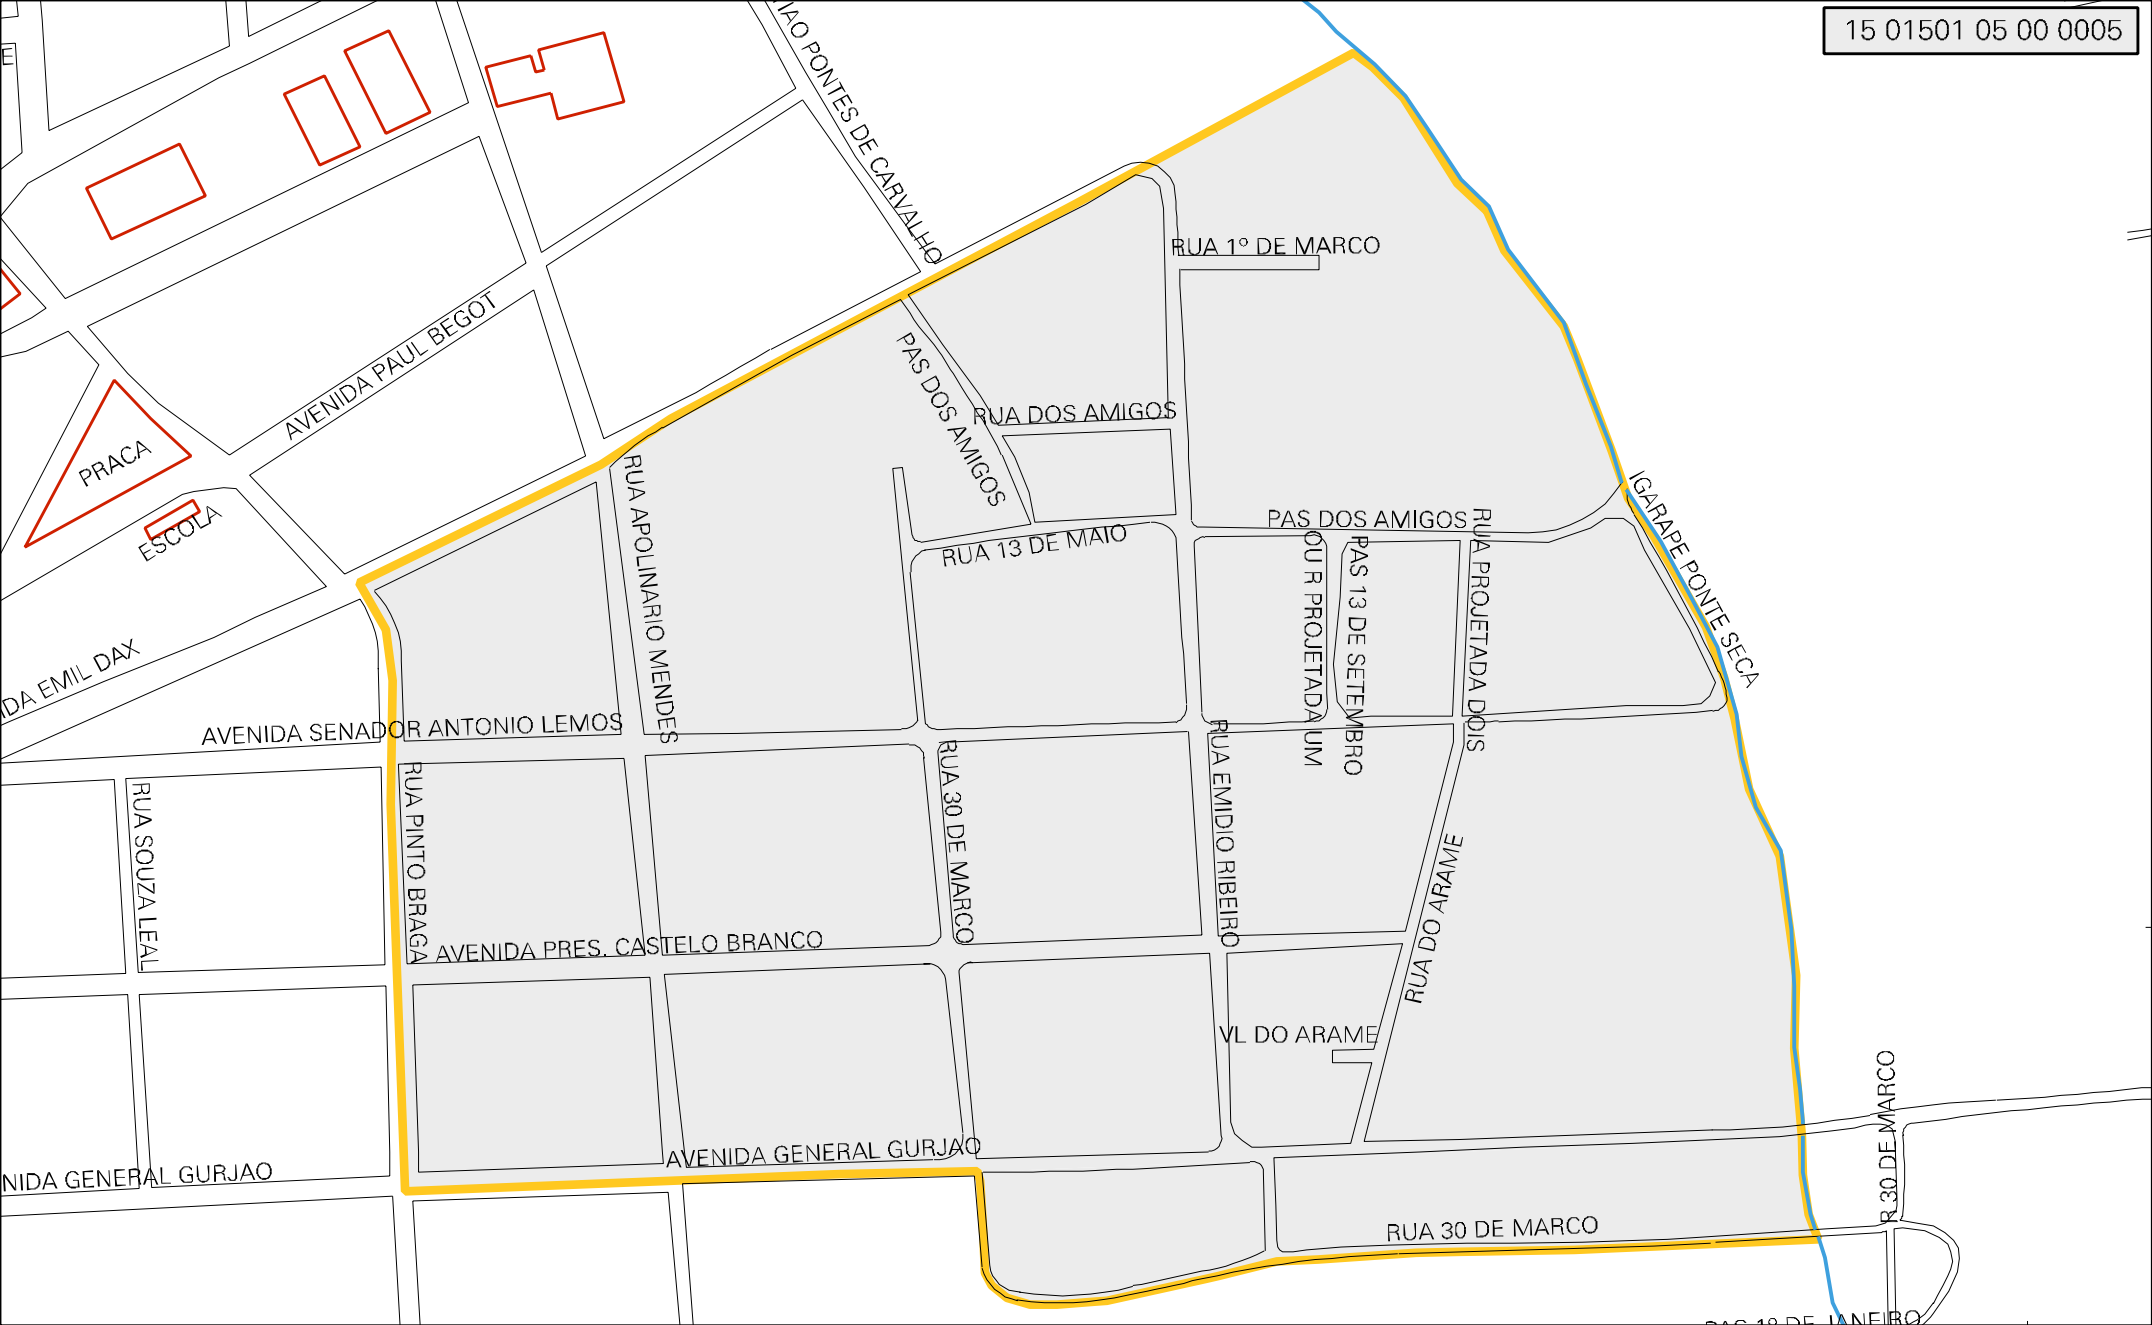 15 01501 05 00 0005
E
IAO PONTES DE CARVALHO
RUA 1º DE MARCO
AVENIDA PAUL BEGOT
PAS DOS AMIGOS
RUA DOS AMIGOS
PRACA
ESCOLA
RUA APOLINARIO MENDES
RUA 13 DE MAIO
PAS DOS AMIGOS
OU R PROJETADA UM
PAS 13 DE SETEMBRO
RUA PROJETADA DOIS
IGARAPE PONTE SECA
IDA EMIL DAX
AVENIDA SENADOR ANTONIO LEMOS
RUA SOUZA LEAL
RUA PINTO BRAGA
RUA 30 DE MARCO
RUA EMIDIO RIBEIRO
RUA DO ARAME
AVENIDA PRES. CASTELO BRANCO
VL DO ARAME
R 30 DE MARCO
NIDA GENERAL GURJAO
AVENIDA GENERAL GURJAO
RUA 30 DE MARCO
PAS 1º DE JANEIRO